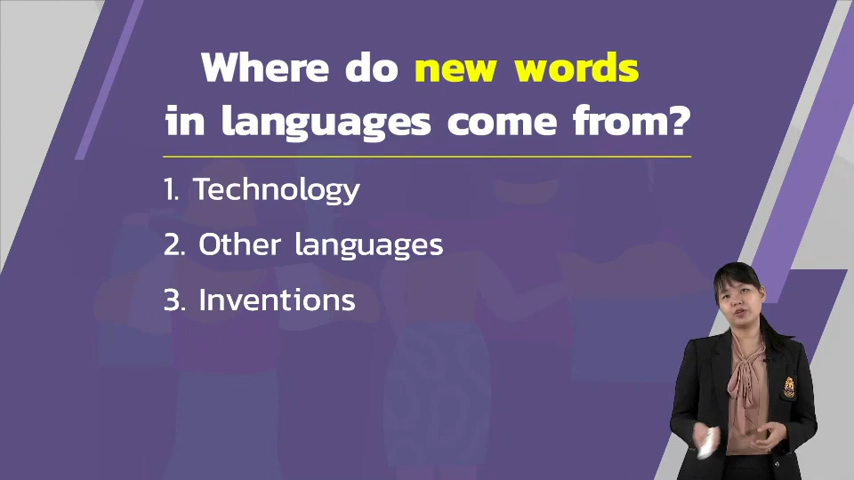 Where do new words
in languages come from?
1. Technology
2. Other languages
3. Inventions